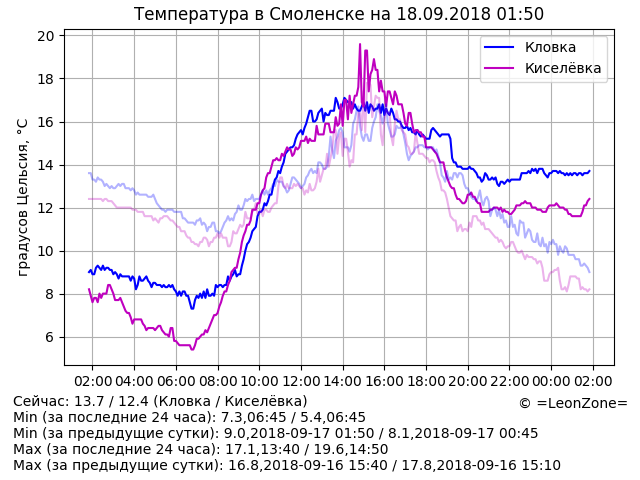 Температура в Смоленске на 18.09.2018 01:50
градусов Цельсия, °C
20
18
16
14
12
10
8
6
Кловка
Киселёвка
02:00 04:00 06:00 08:00 10:00 12:00 14:00 16:00 18:00 20:00 22:00 00:00 02:00
Сейчас: 13.7 / 12.4 (Кловка / Киселёвка)
© =LeonZone=
Min (за последние 24 часа): 7.3,06:45 / 5.4,06:45
Min (за предыдущие сутки): 9.0,2018-09-17 01:50 / 8.1,2018-09-17 00:45
Max (за последние 24 часа): 17.1,13:40 / 19.6,14:50
Max (за предыдущие сутки): 16.8,2018-09-16 15:40 / 17.8,2018-09-16 15:10